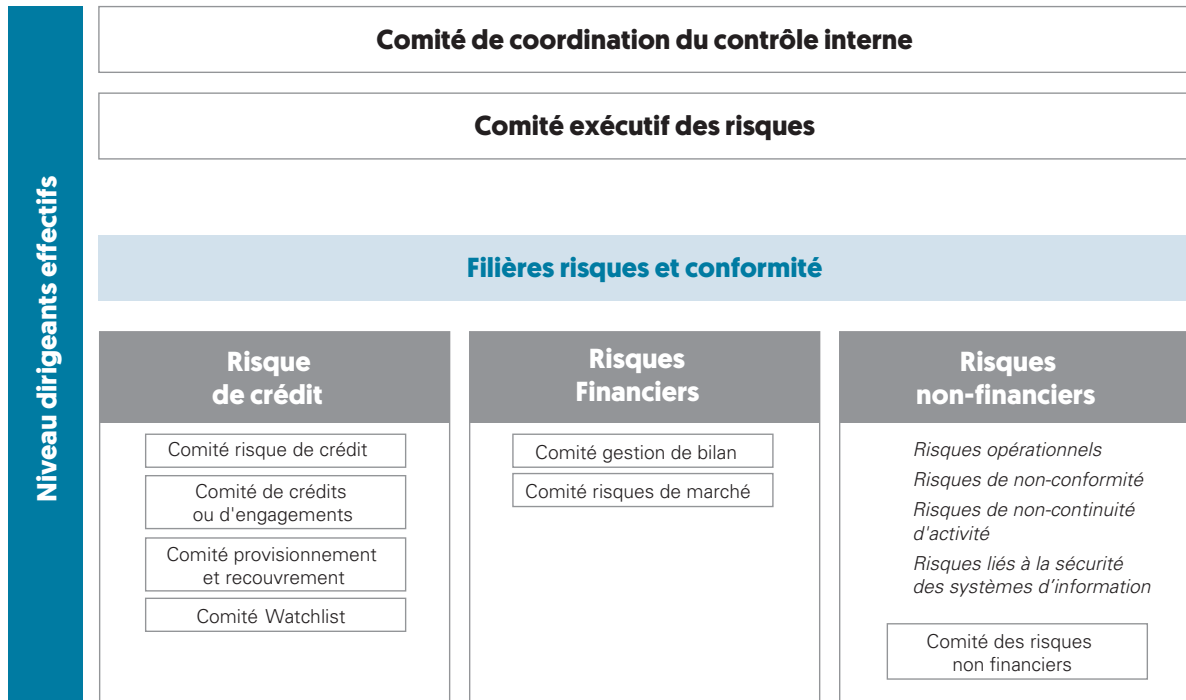 Niveau dirigeants effectifs
Comité de coordination du contrôle interne
Comité exécutif des risques
Filières risques et conformité
Risque
de crédit
Comité risque de crédit
Comité de crédits
ou d'engagements
Comité provisionnement
et recouvrement
Comité Watchlist
Risques
Financiers
Comité gestion de bilan
Comité risques de marché
Risques
non-financiers
Risques opérationnels
Risques de non-conformité
Risques de non-continuité
d'activité
Risques liés à la sécurité
des systèmes d’information
Comité des risques
non financiers